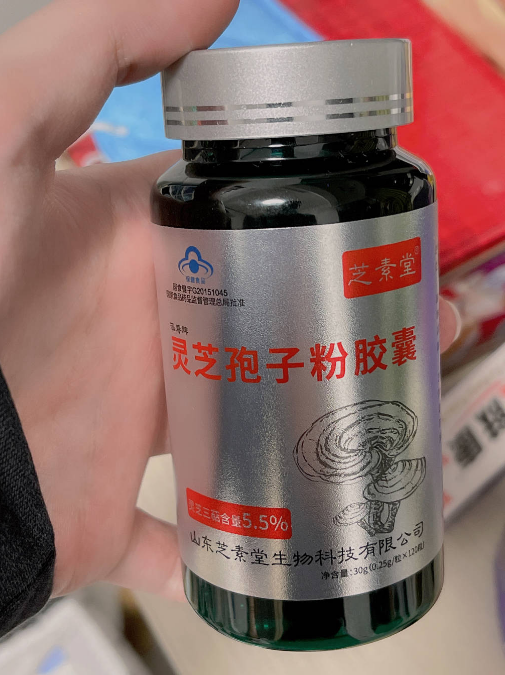 芝素堂
保健食品
国食健字G20151045
国家食品药品监督管理总局批准
灵芝孢子粉胶囊
灵芝三萜含量5.5%
山东芝素堂生物科技有限公司
净含量:30g(0.25g/粒×120粒)